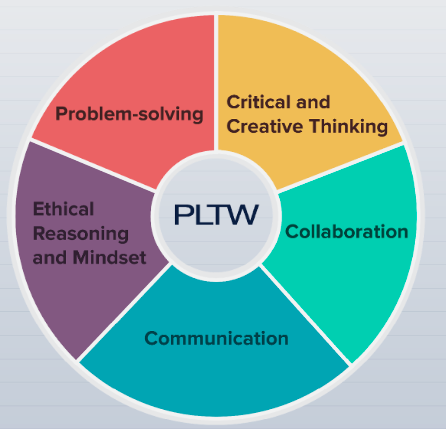 Problem-solving
Critical and
Creative Thinking
Ethical
Reasoning
and Mindset
PLTW
Collaboration
Communication